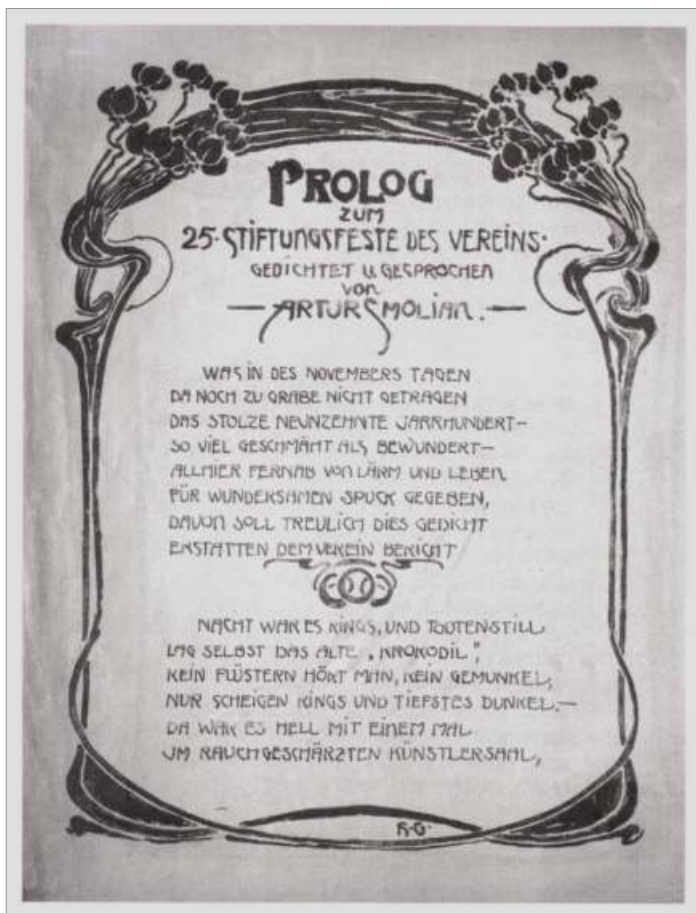 PROLOG
ZUM
25. STIFTUNGSFESTE DES VEREINS.
GEDICHTET U. GESPROCHEN
VON
ARTUR SMOLIAN.
WAS IN DES NOVEMBERS TAGEN
DA NOCH ZU GRABE NICHT GETRAGEN
DAS STOLZE NEUNZEHNTE JAHRHUNDERT—
SO VIEL GESCHMÄHT ALS BEWUNDERT—
ALLHIER FERNAB VON LÄRM UND LEBEN
FÜR WUNDERSAMEN SPUCK GEGEBEN,
DAVON SOLL TREULICH DIES GEDICHT
ERSTATTEN DEM VEREIN BERICHT
NACHT WAR ES RINGS, UND TODTENSTILL
LAG SELBST DAS ALTE „KROKODIL“,
KEIN FLÜSTERN HÖRT MAN, KEIN GEMUNKEL,
NUR SCHEIGEN RINGS UND TIEFSTES DUNKEL.—
DA WAR ES HELL MIT EINEM MAL
IM RAUCHGESCHÄRZTEN KÜNSTLERSAAL,
R.G.